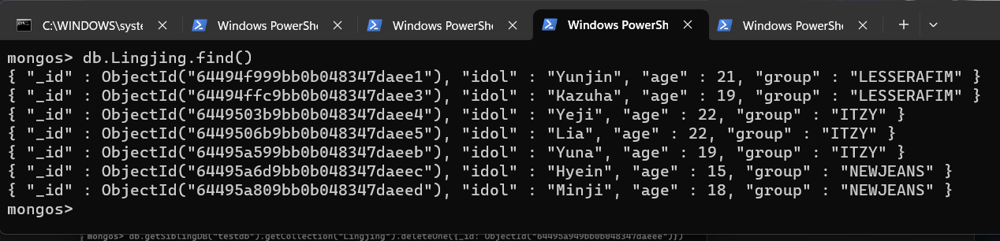 C:\WINDOWS\syste
Windows PowerShe
Windows PowerShe
Windows PowerSh
Windows PowerShe
mongos> db.Lingjing.find()
{ "_id" : ObjectId("64494f999bb0b048347daee1"), "idol" : "Yunjin", "age" : 21, "group" : "LESSERAFIM" }
{ "_id" : ObjectId("64494ffc9bb0b048347daee3"), "idol" : "Kazuha", "age" : 19, "group" : "LESSERAFIM" }
{ "_id" : ObjectId("6449503b9bb0b048347daee4"), "idol" : "Yeji", "age" : 22, "group" : "ITZY" }
{ "_id" : ObjectId("6449506b9bb0b048347daee5"), "idol" : "Lia", "age" : 22, "group" : "ITZY" }
{ "_id" : ObjectId("64495a599bb0b048347daeeb"), "idol" : "Yuna", "age" : 19, "group" : "ITZY" }
{ "_id" : ObjectId("64495a6d9bb0b048347daeec"), "idol" : "Hyein", "age" : 15, "group" : "NEWJEANS" }
{ "_id" : ObjectId("64495a809bb0b048347daeed"), "idol" : "Minji", "age" : 18, "group" : "NEWJEANS" }
mongos>
mongos> db.getSiblingDB("testdb").getCollection("Lingjing").deleteOne({_id: ObjectId("64495a949bb0b048347daeee")})